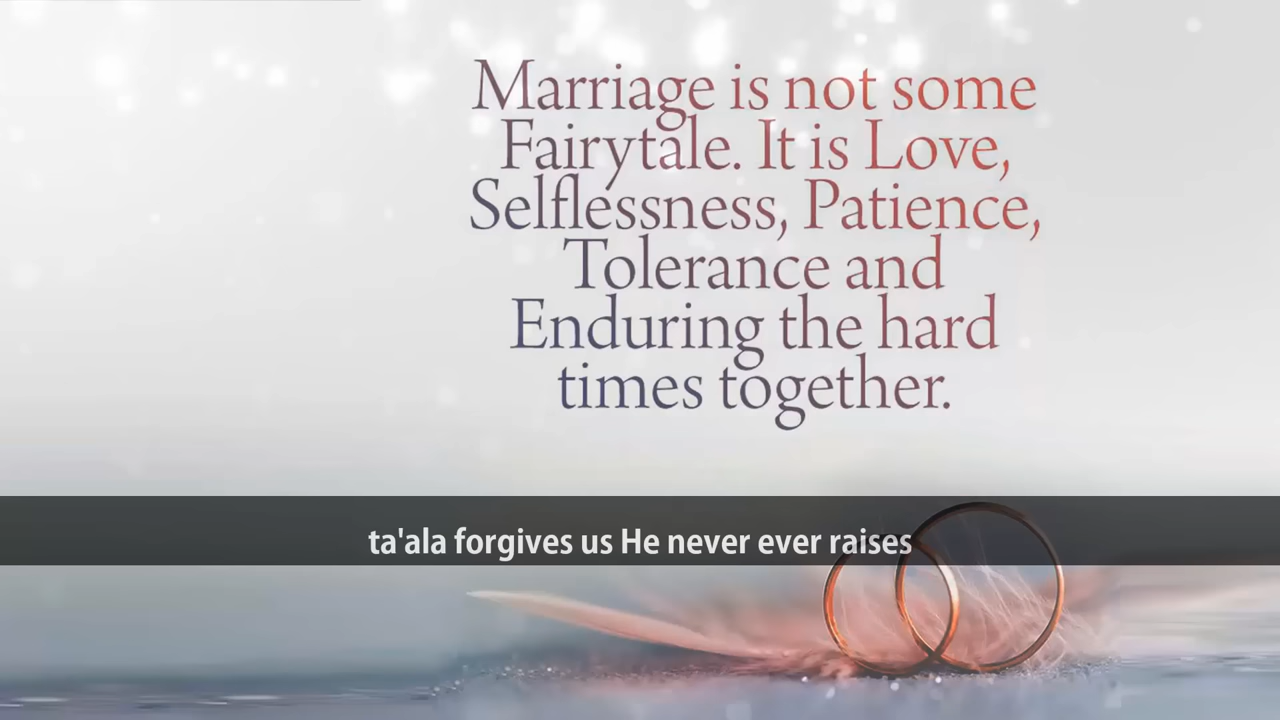 Marriage is not some
Fairytale. It is Love,
Selflessness, Patience,
Tolerance and
Enduring the hard
times together.
ta'ala forgives us He never ever raises